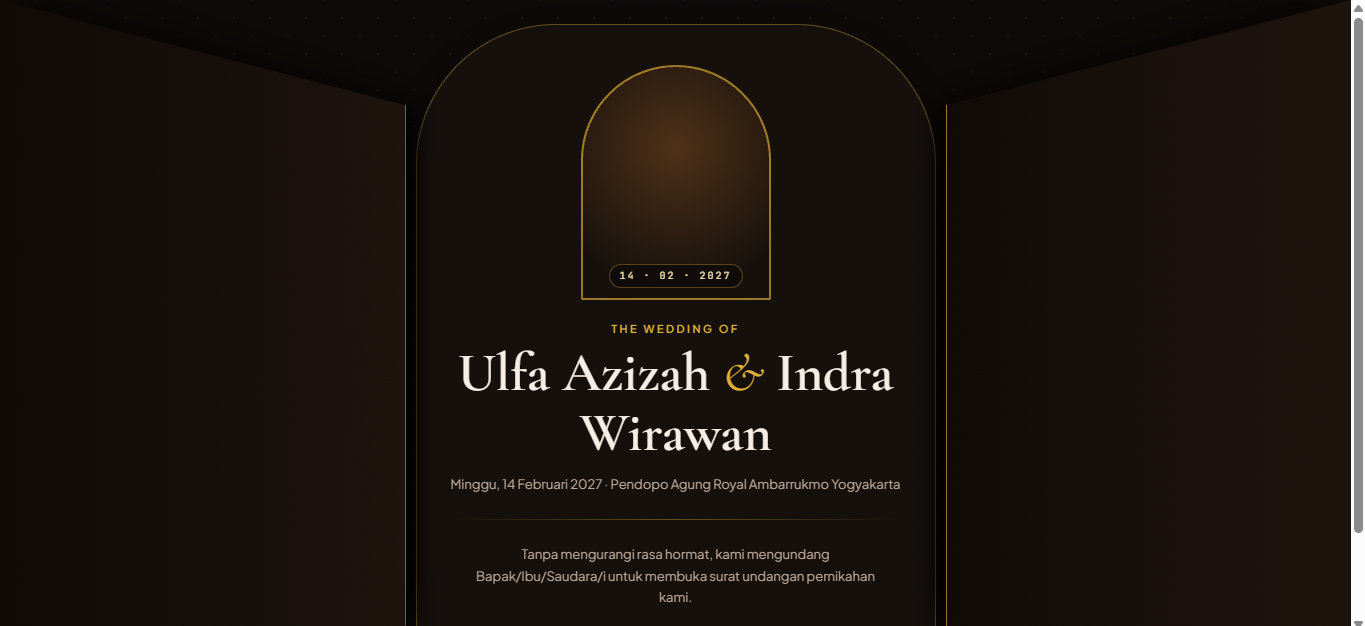 14 · 02 · 2027
THE WEDDING OF
Ulfa Azizah & Indra
Wirawan
Minggu, 14 Februari 2027 · Pendopo Agung Royal Ambarrukmo Yogyakarta
Tanpa mengurangi rasa hormat, kami mengundang
Bapak/Ibu/Saudara/i untuk membuka surat undangan pernikahan
kami.